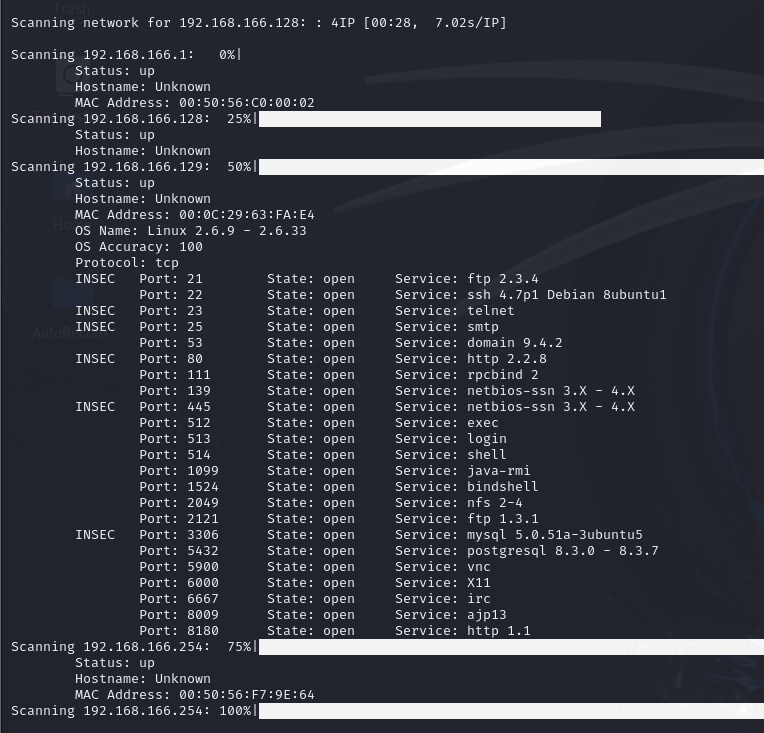 Trash
Scanning network for 192.168.166.128: : 4IP [00:28,  7.02s/IP]
Scanning 192.168.166.1:   0%|
Status: up
Hostname: Unknown
MAC Address: 00:50:56:C0:00:02
Scanning 192.168.166.128:  25%|
Status: up
Hostname: Unknown
Scanning 192.168.166.129:  50%|
Status: up
Hostname: Unknown
MAC Address: 00:0C:29:63:FA:E4
OS Name: Linux 2.6.9 - 2.6.33
OS Accuracy: 100
Protocol: tcp
INSEC   Port: 21        State: open     Service: ftp 2.3.4
Port: 22        State: open     Service: ssh 4.7p1 Debian 8ubuntu1
INSEC   Port: 23        State: open     Service: telnet
INSEC   Port: 25        State: open     Service: smtp
Port: 53        State: open     Service: domain 9.4.2
INSEC   Port: 80        State: open     Service: http 2.2.8
Port: 111       State: open     Service: rpcbind 2
Port: 139       State: open     Service: netbios-ssn 3.X - 4.X
INSEC   Port: 445       State: open     Service: netbios-ssn 3.X - 4.X
Port: 512       State: open     Service: exec
Port: 513       State: open     Service: login
Port: 514       State: open     Service: shell
Port: 1099      State: open     Service: java-rmi
Port: 1524      State: open     Service: bindshell
Port: 2049      State: open     Service: nfs 2-4
Port: 2121      State: open     Service: ftp 1.3.1
INSEC   Port: 3306      State: open     Service: mysql 5.0.51a-3ubuntu5
Port: 5432      State: open     Service: postgresql 8.3.0 - 8.3.7
Port: 5900      State: open     Service: vnc
Port: 6000      State: open     Service: X11
Port: 6667      State: open     Service: irc
Port: 8009      State: open     Service: ajp13
Port: 8180      State: open     Service: http 1.1
Scanning 192.168.166.254:  75%|
Status: up
Hostname: Unknown
MAC Address: 00:50:56:F7:9E:64
Scanning 192.168.166.254: 100%|